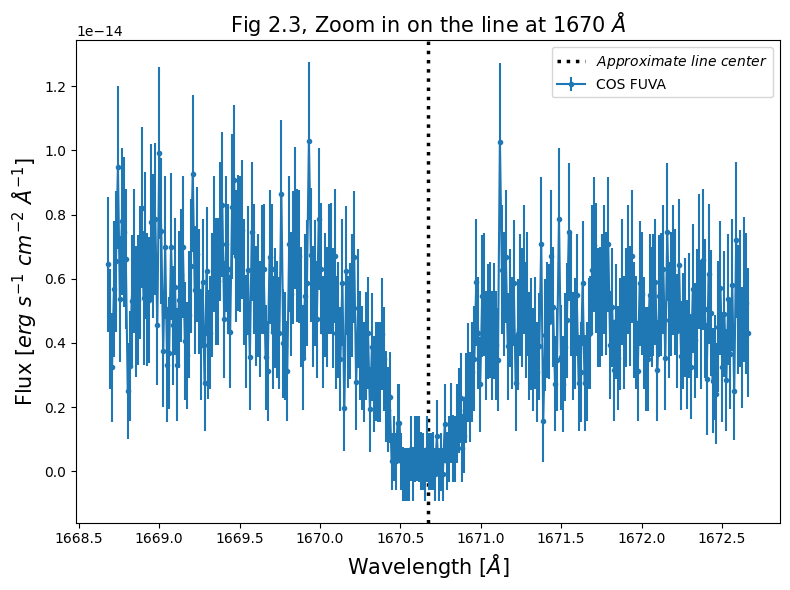 Fig 2.3, Zoom in on the line at 1670 Å
1e−14
Approximate line center
COS FUVA
1.2
1.0
0.8
0.6
0.4
0.2
0.0
Flux [erg s⁻¹ cm⁻² Å⁻¹]
1668.5 1669.0 1669.5 1670.0 1670.5 1671.0 1671.5 1672.0 1672.5
Wavelength [Å]